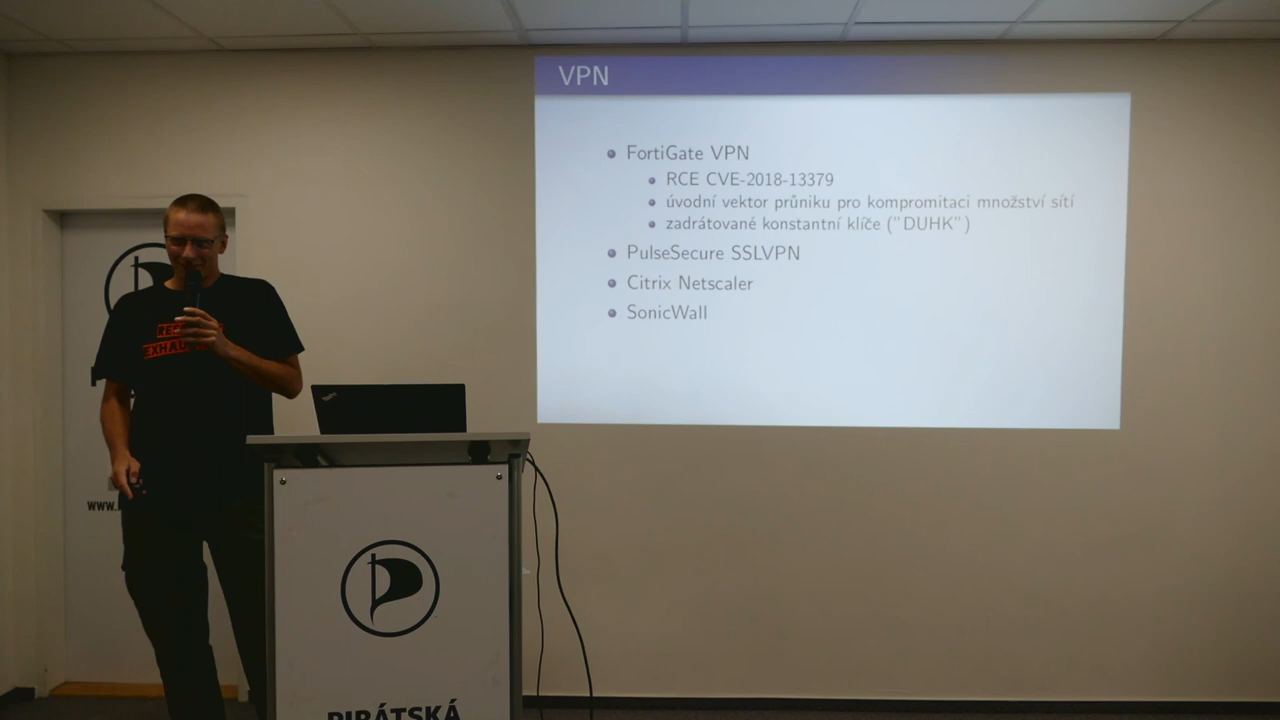 VPN
FortiGate VPN
RCE CVE-2018-13379
úvodní vektor průniku pro kompromitaci množství sítí
zadrátované konstantní klíče ("DUHK")
PulseSecure SSLVPN
Citrix Netscaler
SonicWall
PIRÁTSKÁ